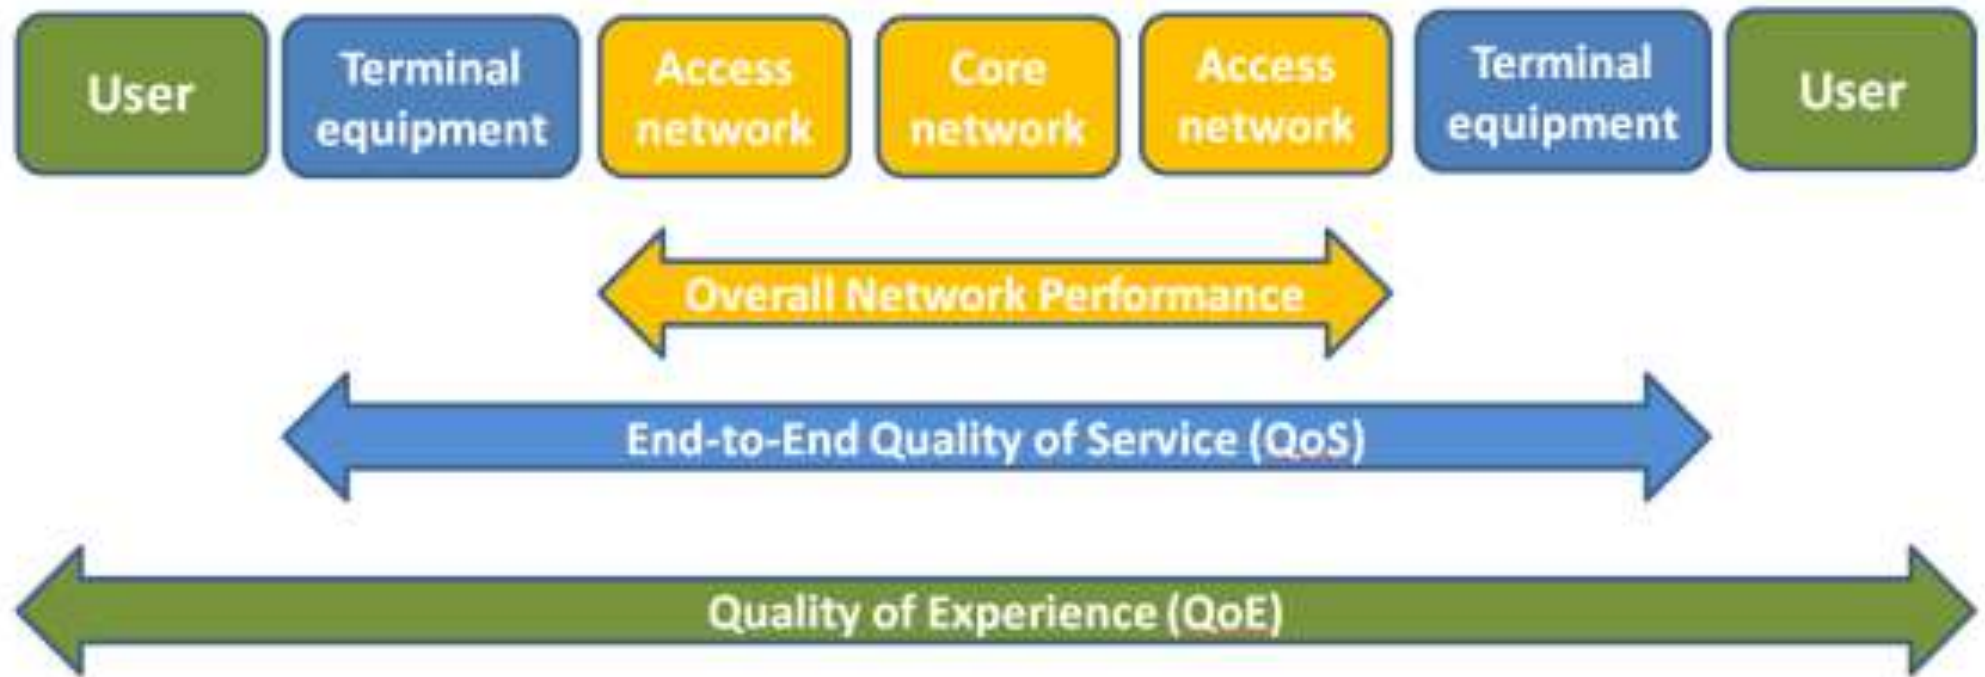 User
Terminal
equipment
Access
network
Core
network
Access
network
Terminal
equipment
User
Overall Network Performance
End-to-End Quality of Service (QoS)
Quality of Experience (QoE)